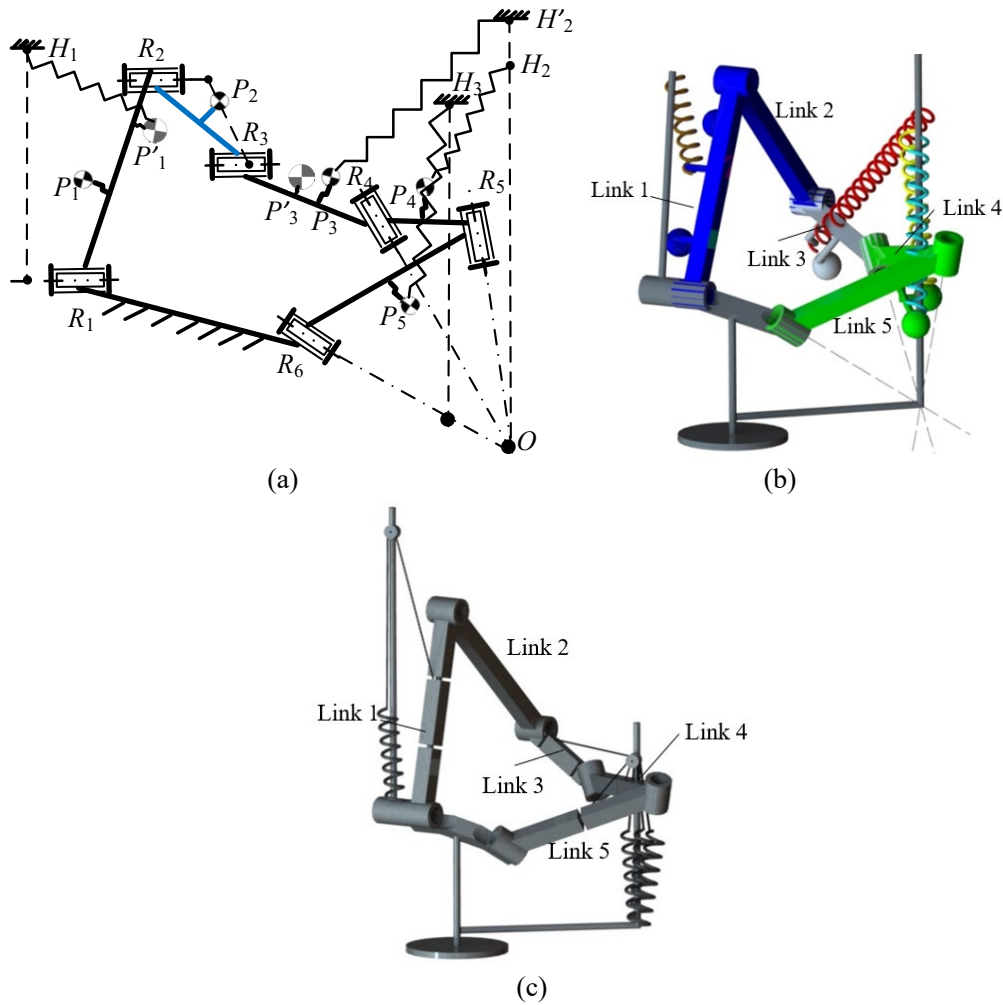 H₁
R₂
H'₂
H₂
H₃
P₂
R₃
P'₁
P₁
P'₃
P₃
R₄
P₄
R₅
R₁
P₅
R₆
O
(a)
Link 2
Link 1
Link 4
Link 3
Link 5
(b)
Link 2
Link 1
Link 4
Link 3
Link 5
(c)